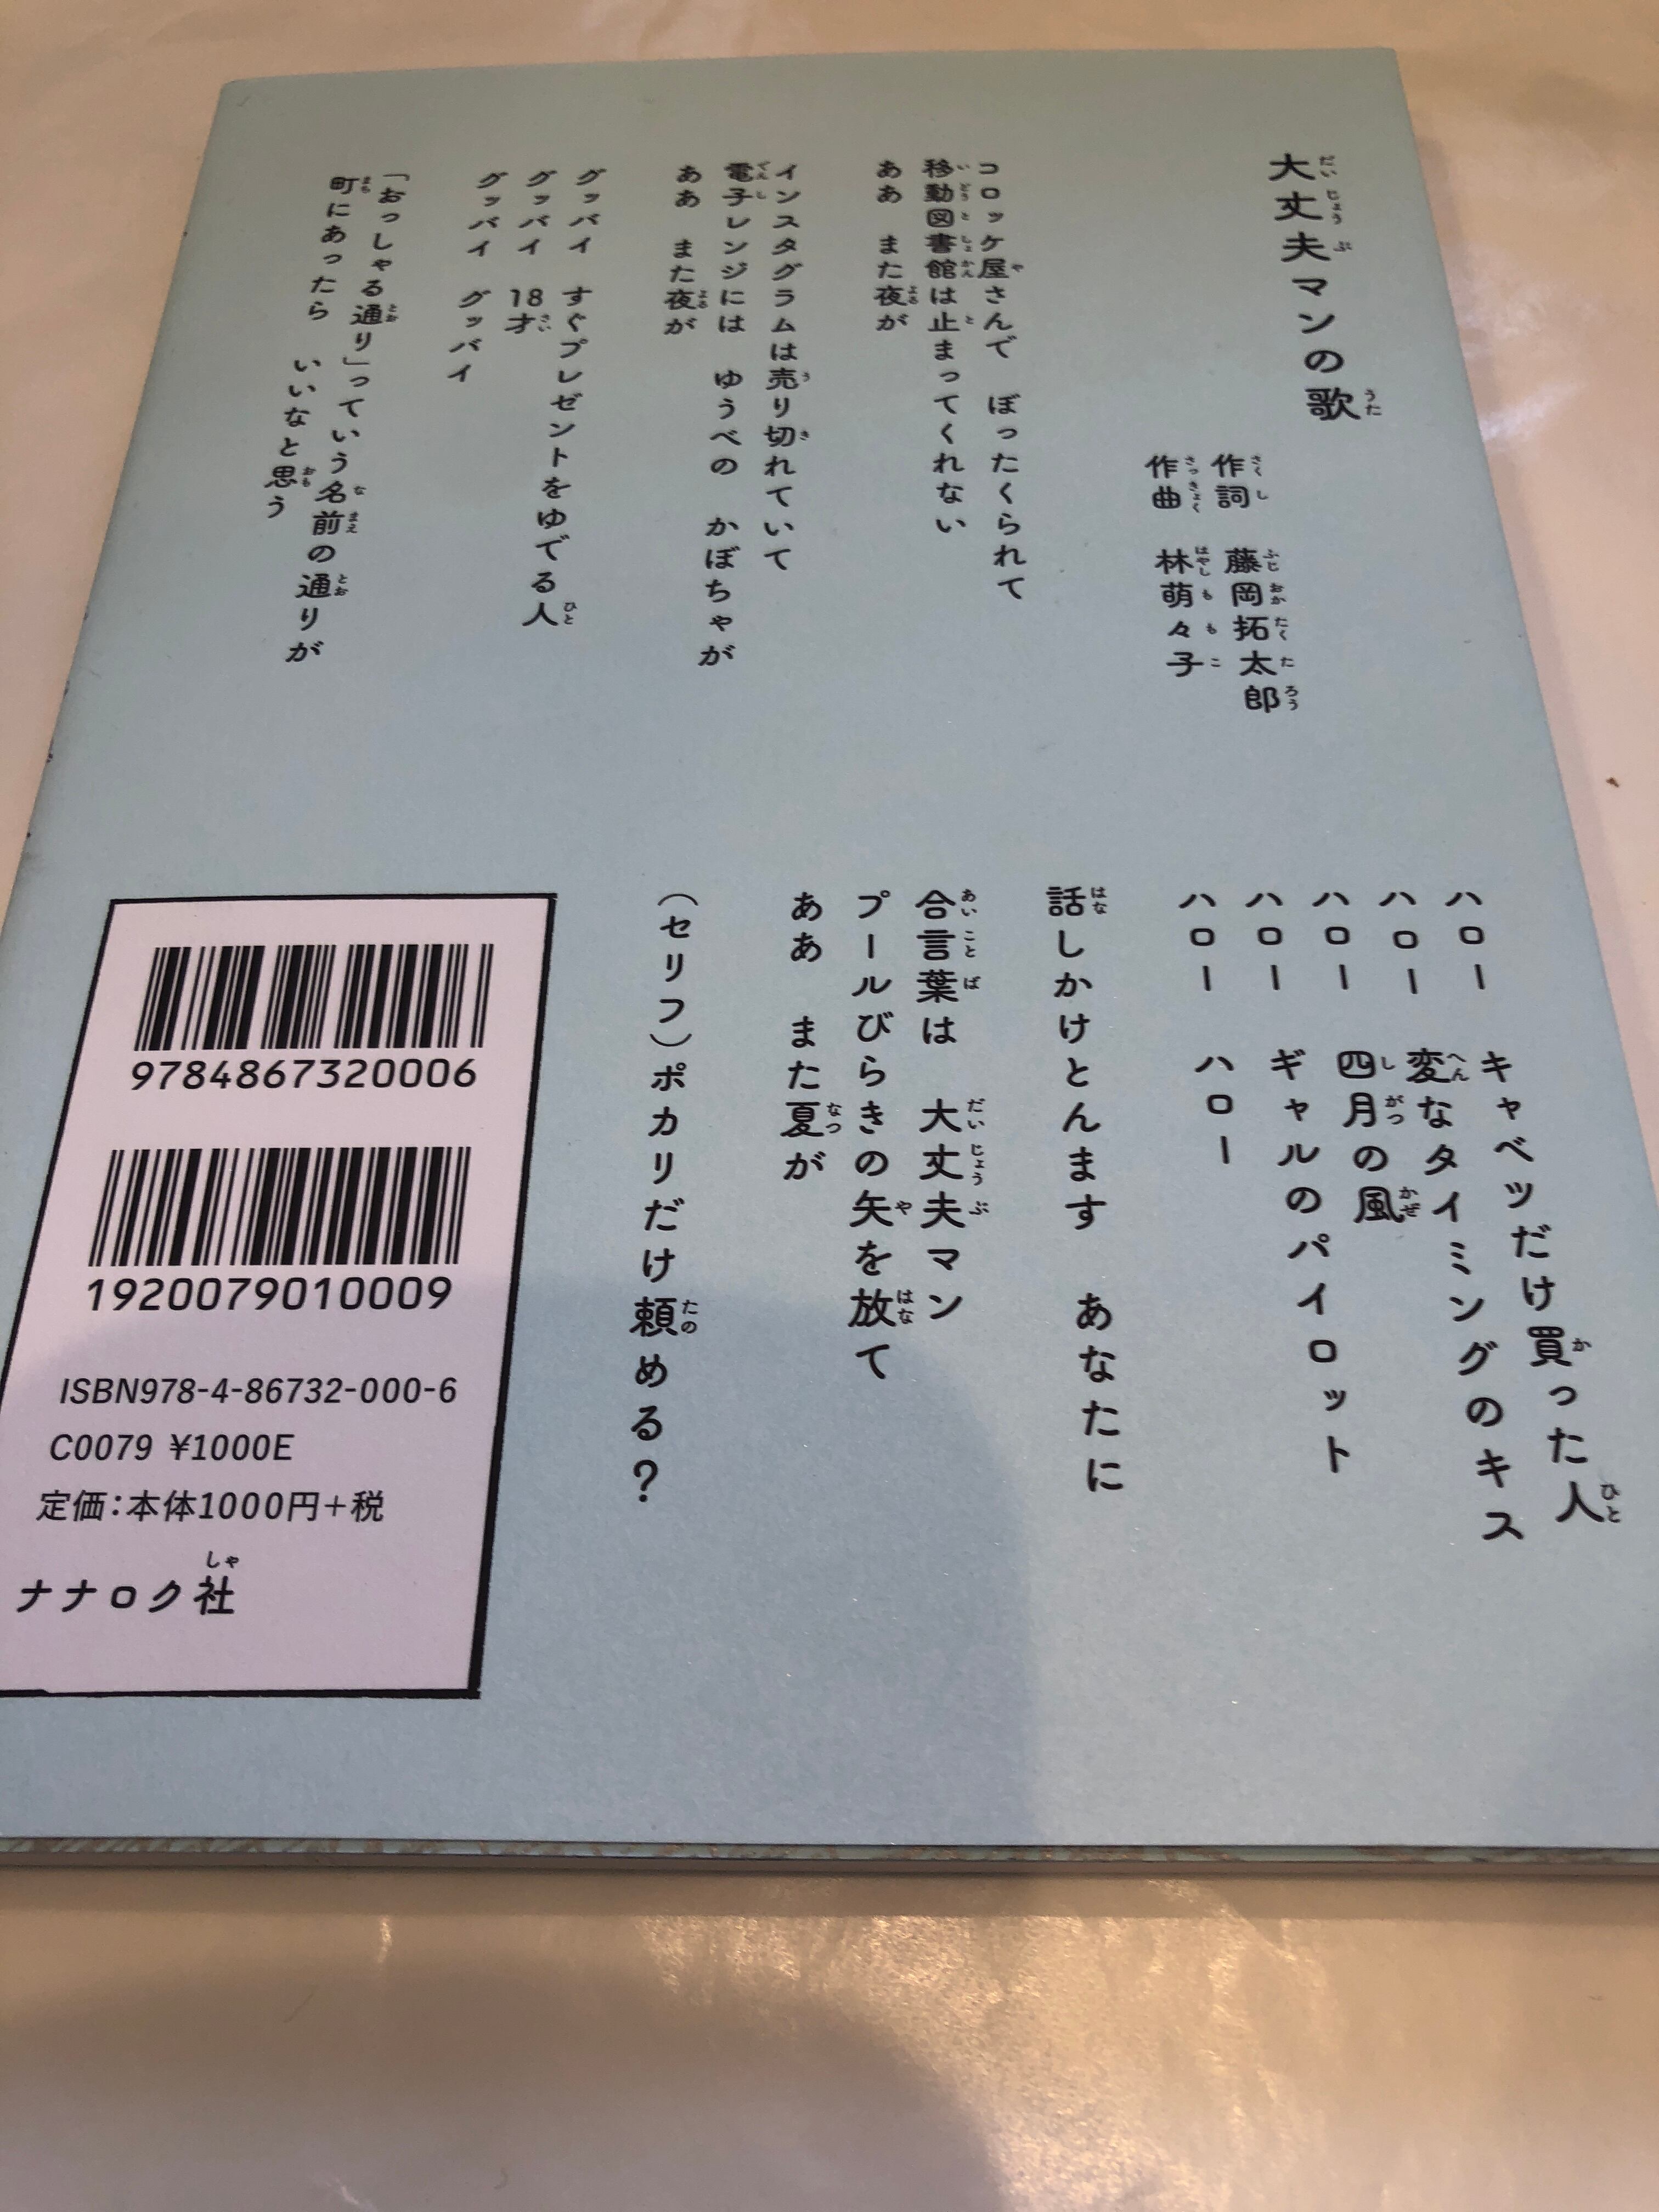 大丈夫マンの歌
作詞 藤岡拓太郎
作曲 林萌々子
コロッケ屋さんで ぼったくられて
移動図書館は止まってくれない
ああ また夜が
インスタグラムは売り切れていて
電子レンジには ゆうべの かぼちゃが
ああ また夜が
グッバイ すぐプレゼントをゆでる人
グッバイ 18才
グッバイ グッバイ
「おっしゃる通り」っていう名前の通りが
町にあったら いいなと思う
ハロー キャベツだけ買った人
ハロー 変なタイミングのキス
ハロー 四月の風
ハロー ギャルのパイロット
ハロー ハロー
話しかけとんます あなたに
合言葉は 大丈夫マン
プールびらきの矢を放て
ああ また夏が
(セリフ)ポカリだけ頼める?
9784867320006
1920079010009
ISBN978-4-86732-000-6
C0079 ¥1000E
定価:本体1000円+税
ナナロク社